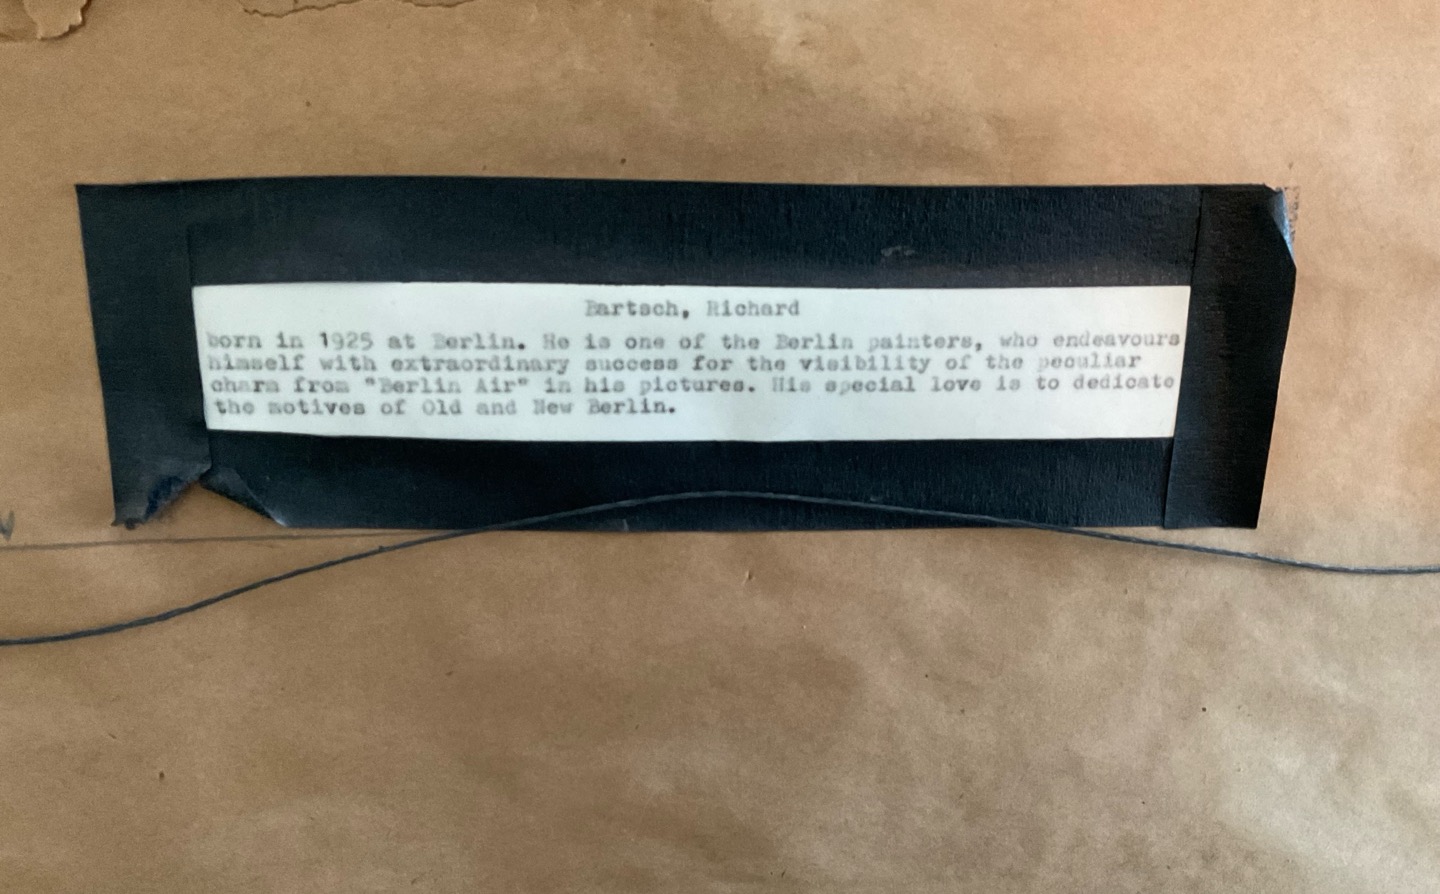 Bartsch, Richard
born in 1925 at Berlin. He is one of the Berlin painters, who endeavours
himself with extraordinary success for the visibility of the peculiar
charm from "Berlin Air" in his pictures. His special love is to dedicate
the motives of Old and New Berlin.